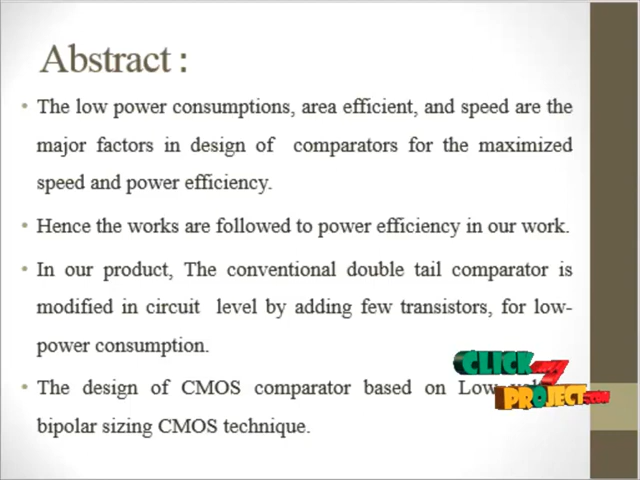 Abstract :
• The low power consumptions, area efficient, and speed are the
major factors in design of comparators for the maximized
speed and power efficiency.
• Hence the works are followed to power efficiency in our work.
• In our product, The conventional double tail comparator is
modified in circuit level by adding few transistors, for low-
power consumption.
• The design of CMOS comparator based on Low
bipolar sizing CMOS technique.
CLICK
PROJECT.COM